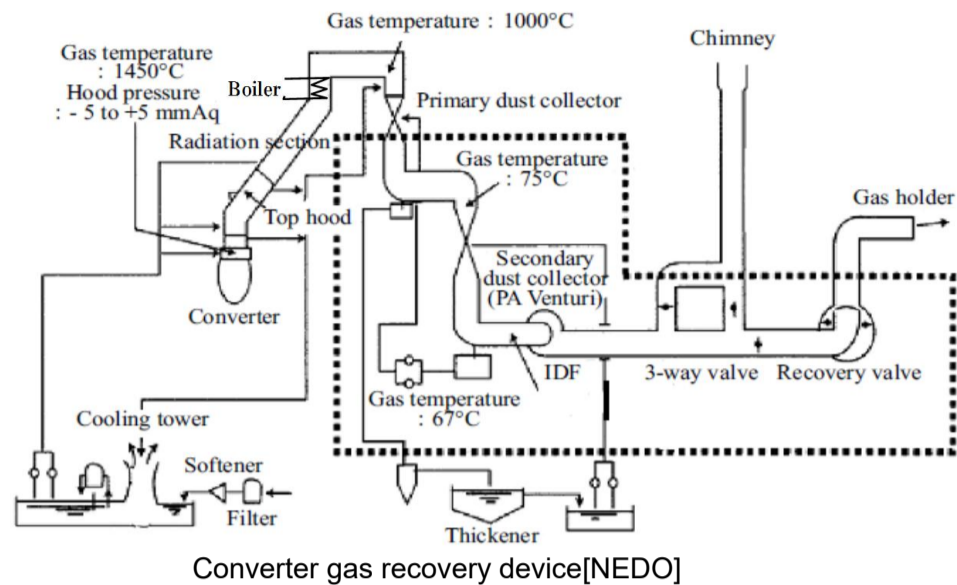 Gas temperature : 1000°C
Chimney
Gas temperature
: 1450°C
Hood pressure
: - 5 to +5 mmAq
Boiler
Primary dust collector
Radiation section
Gas temperature
: 75°C
Gas holder
Top hood
Secondary
dust collector
(PA Venturi)
Converter
IDF
3-way valve
Recovery valve
Gas temperature
: 67°C
Cooling tower
Softener
Filter
Thickener
Converter gas recovery device[NEDO]